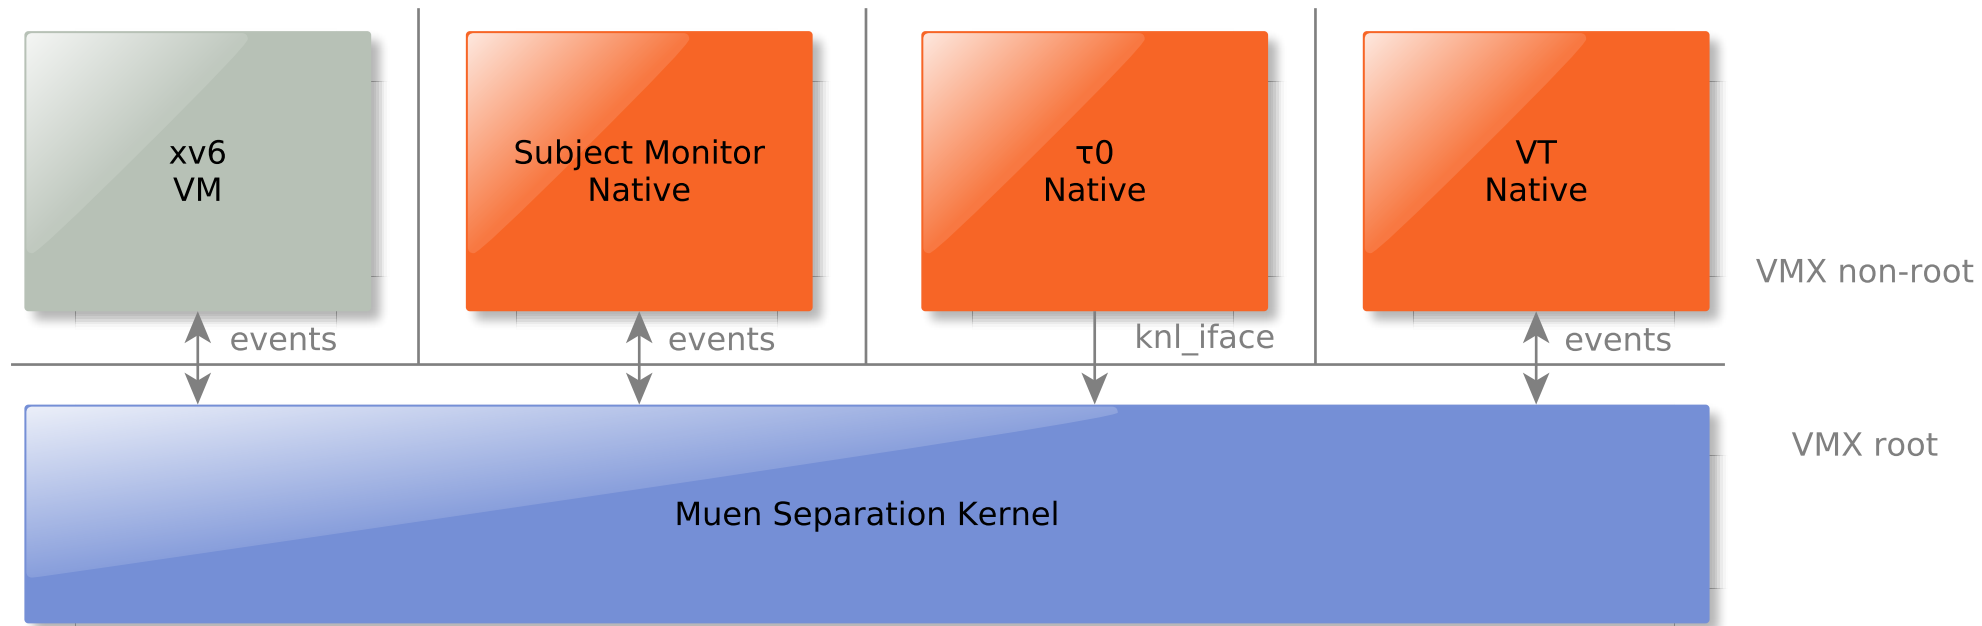 xv6
VM
Subject Monitor
Native
τ0
Native
VT
Native
VMX non-root
events
events
knl_iface
events
VMX root
Muen Separation Kernel